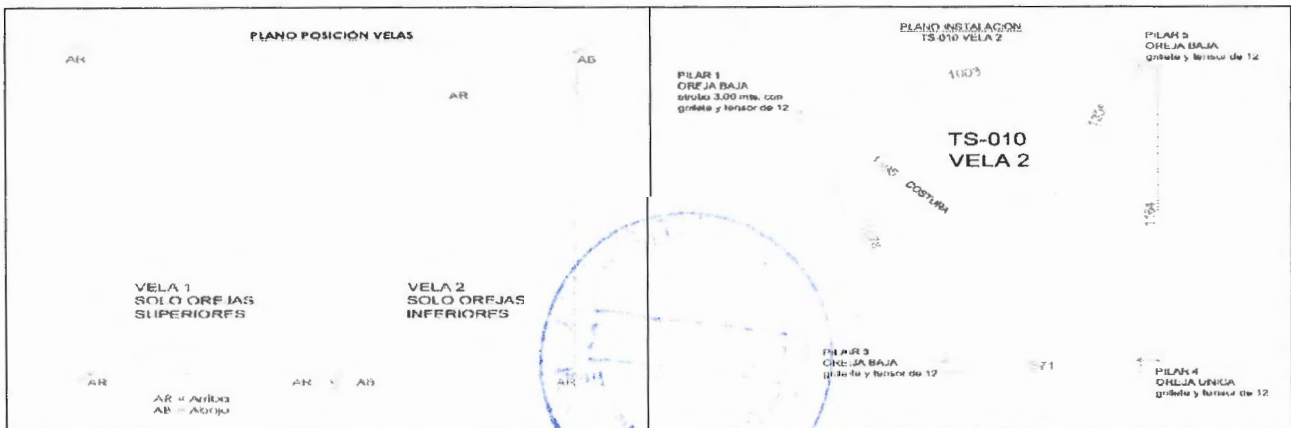 PLANO POSICIÓN VELAS
AR
AB
AR
VELA 1
SOLO OREJAS
SUPERIORES
VELA 2
SOLO OREJAS
INFERIORES
AR
AR
AB
AR
AR = Arriba
AB = Abajo
PLANO INSTALACIÓN
TS-010 VELA 2
PILAR 1
OREJA BAJA
strobo 3.00 mts. con
grillete y tensor de 12
1003
PILAR 5
OREJA BAJA
grillete y tensor de 12
TS-010
VELA 2
COSTURA
1164
PILAR 3
OREJA BAJA
grillete y tensor de 12
PILAR 4
OREJA UNICA
grillete y tensor de 12